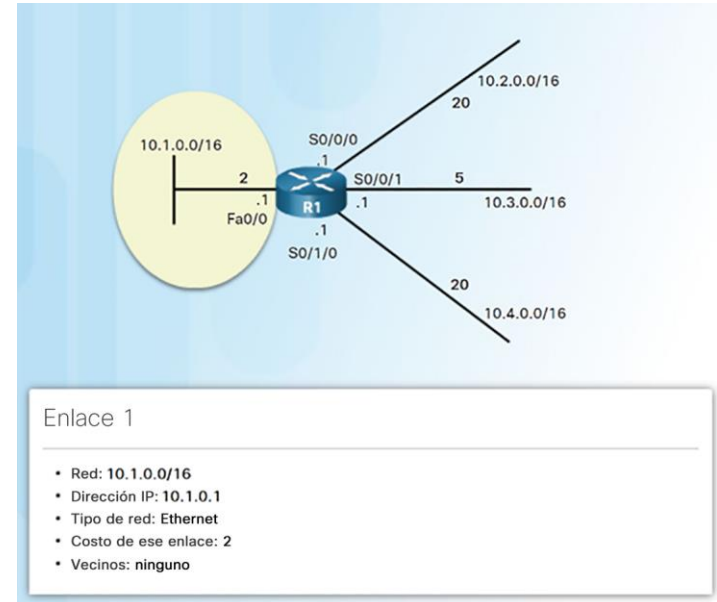 10.2.0.0/16
20
10.1.0.0/16
S0/0/0
.1
2
S0/0/1
5
.1
R1
.1
10.3.0.0/16
Fa0/0
.1
S0/1/0
20
10.4.0.0/16
Enlace 1
• Red: 10.1.0.0/16
• Dirección IP: 10.1.0.1
• Tipo de red: Ethernet
• Costo de ese enlace: 2
• Vecinos: ninguno